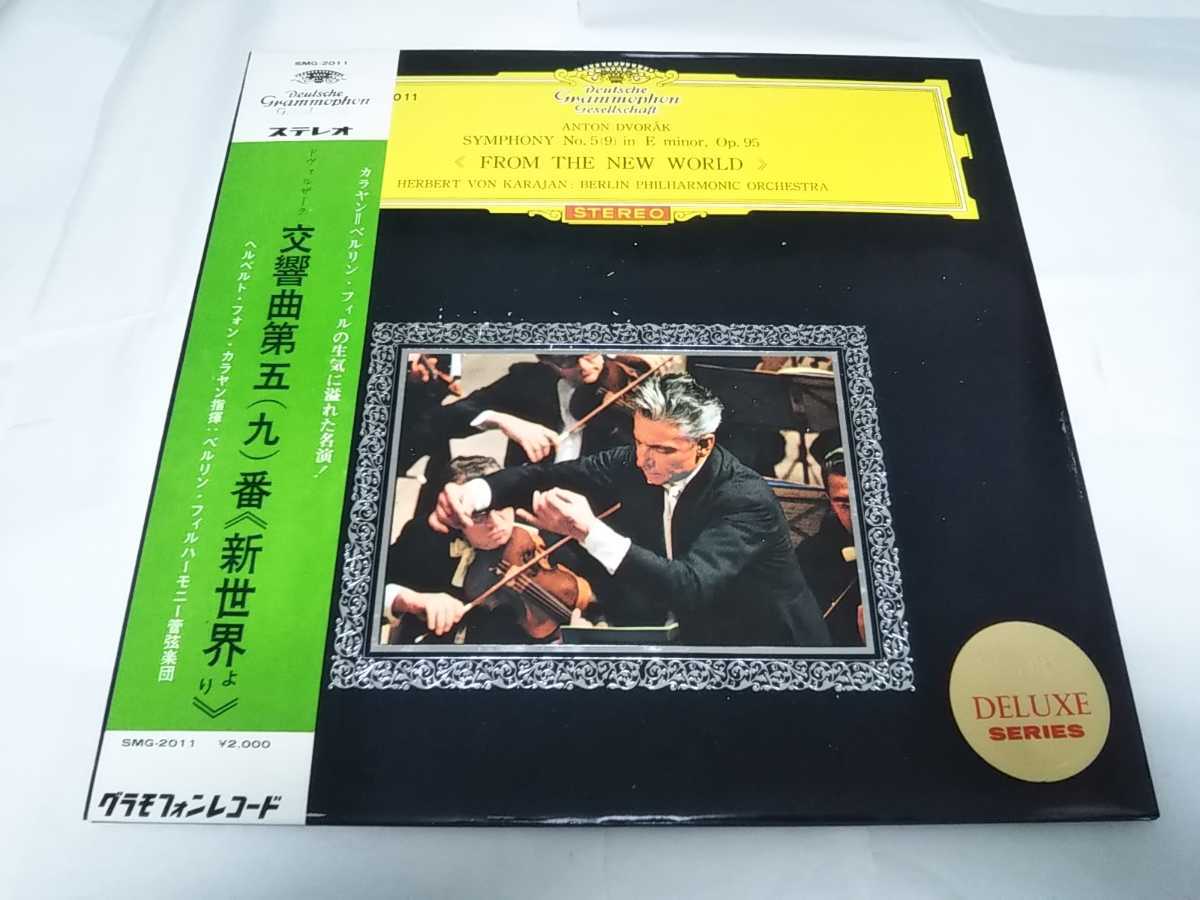 SMG-2011
Deutsche
Grammophon
ステレオ
カラヤン=ベルリン・フィルの生気に溢れた名演!
ドヴォルザーク
交響曲第五(九)番《新世界より》
ヘルベルト・フォン・カラヤン指揮:ベルリン・フィルハーモニー管弦楽団
SMG-2011 ¥2.000
グラモフォンレコード
011
Deutsche
Grammophon
Gesellschaft
ANTON DVOŘÁK
SYMPHONY No. 5(9) in E minor, Op. 95
《 FROM THE NEW WORLD 》
HERBERT VON KARAJAN: BERLIN PHILHARMONIC ORCHESTRA
STEREO
DELUXE
SERIES